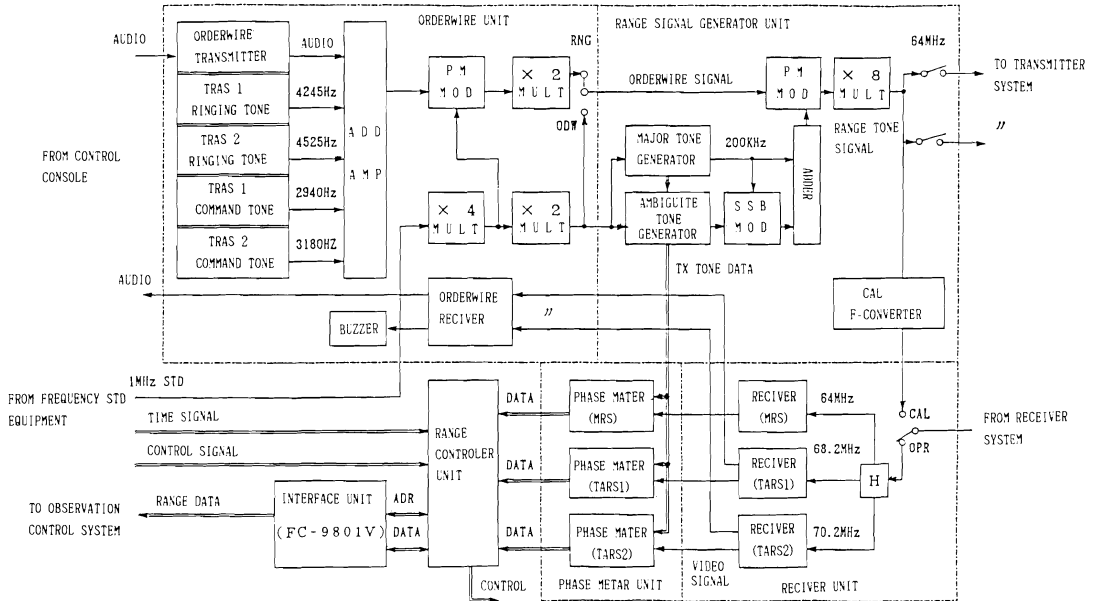 ORDERWIRE UNIT
RANGE SIGNAL GENERATOR UNIT
AUDIO
ORDERWIRE
TRANSMITTER
AUDIO
TRAS 1
RINGING TONE
4245Hz
TRAS 2
RINGING TONE
4525Hz
TRAS 1
COMMAND TONE
2940Hz
TRAS 2
COMMAND TONE
3180HZ
FROM CONTROL
CONSOLE
ADD
AMP
PM
MOD
× 2
MULT
RNG
ODW
ORDERWIRE SIGNAL
PM
MOD
× 8
MULT
64MHz
TO TRANSMITTER
SYSTEM
RANGE TONE
SIGNAL
〃
× 4
MULT
× 2
MULT
MAJOR TONE
GENERATOR
200KHz
AMBIGUITE
TONE
GENERATOR
SSB
MOD
ADDER
TX TONE DATA
AUDIO
BUZZER
ORDERWIRE
RECIVER
〃
CAL
F-CONVERTER
1MHz STD
FROM FREQUENCY STD
EQUIPMENT
TIME SIGNAL
CONTROL SIGNAL
RANGE DATA
TO OBSERVATION
CONTROL SYSTEM
INTERFACE UNIT
(FC-9801V)
ADR
DATA
RANGE
CONTROLER
UNIT
CONTROL
DATA
PHASE MATER
(MRS)
RECIVER
(MRS)
64MHz
DATA
PHASE MATER
(TARS1)
RECIVER
(TARS1)
68.2MHz
DATA
PHASE MATER
(TARS2)
RECIVER
(TARS2)
70.2MHz
H
CAL
OPR
FROM RECEIVER
SYSTEM
PHASE METAR UNIT
VIDEO
SIGNAL
RECIVER UNIT